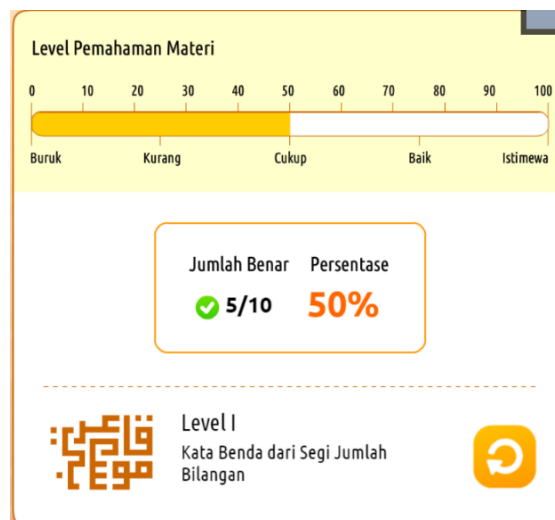 Level Pemahaman Materi
0 10 20 30 40 50 60 70 80 90 100
Buruk Kurang Cukup Baik Istimewa
Jumlah Benar Persentase
5/10 50%
Level I
Kata Benda dari Segi Jumlah
Bilangan